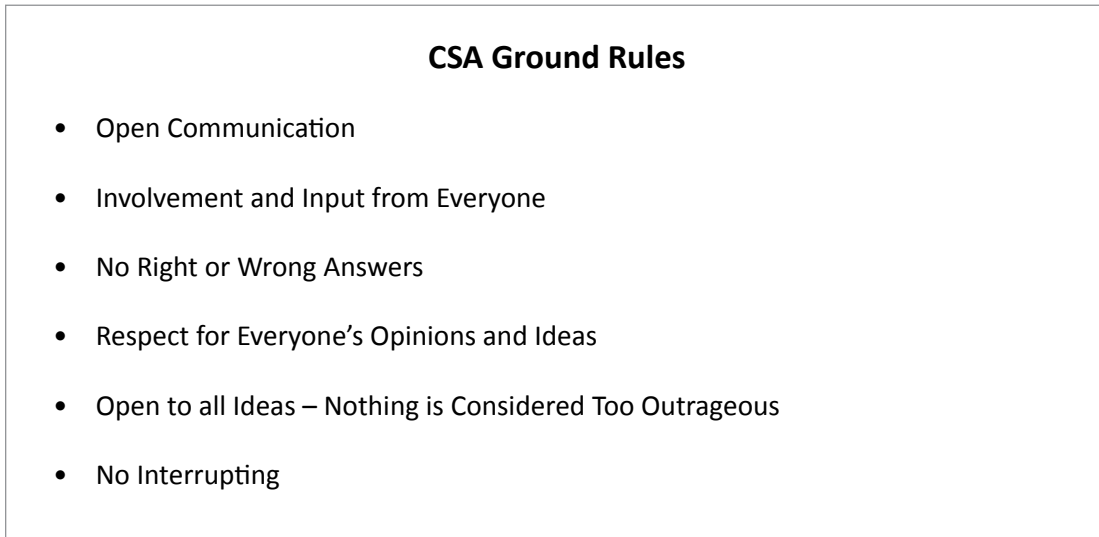 CSA Ground Rules
• Open Communication
• Involvement and Input from Everyone
• No Right or Wrong Answers
• Respect for Everyone’s Opinions and Ideas
• Open to all Ideas – Nothing is Considered Too Outrageous
• No Interrupting